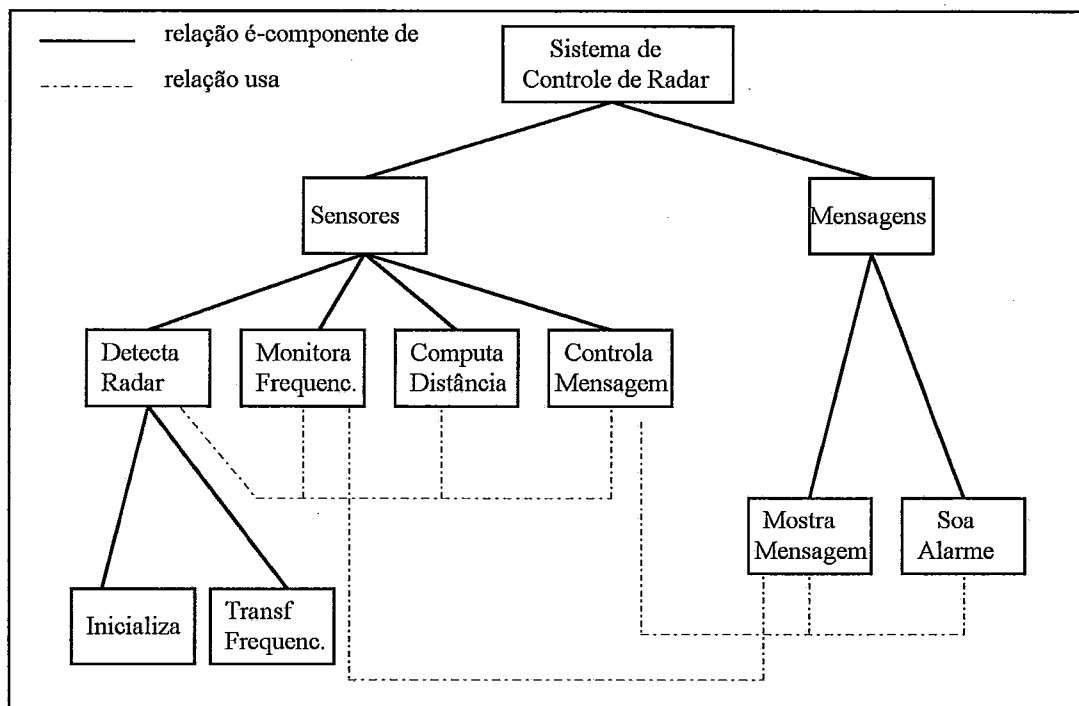 relação é-componente de
relação usa
Sistema de
Controle de Radar
Sensores
Mensagens
Detecta
Radar
Monitora
Frequenc.
Computa
Distância
Controla
Mensagem
Mostra
Mensagem
Soa
Alarme
Inicializa
Transf
Frequenc.